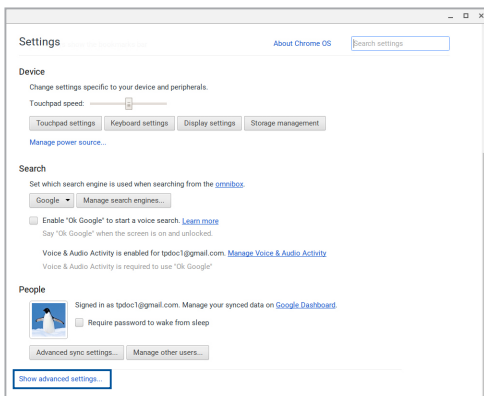 Settings
About Chrome OS
Search settings
Device
Change settings specific to your device and peripherals.
Touchpad speed:
Touchpad settings Keyboard settings Display settings Storage management
Manage power source...
Search
Set which search engine is used when searching from the omnibox.
Google Manage search engines...
Enable "Ok Google" to start a voice search. Learn more
Say "Ok Google" when the screen is on and unlocked.
Voice & Audio Activity is enabled for tpdoc1@gmail.com. Manage Voice & Audio Activity
Voice & Audio Activity is required to use "Ok Google"
People
Signed in as tpdoc1@gmail.com. Manage your synced data on Google Dashboard.
Require password to wake from sleep
Advanced sync settings... Manage other users...
Show advanced settings...